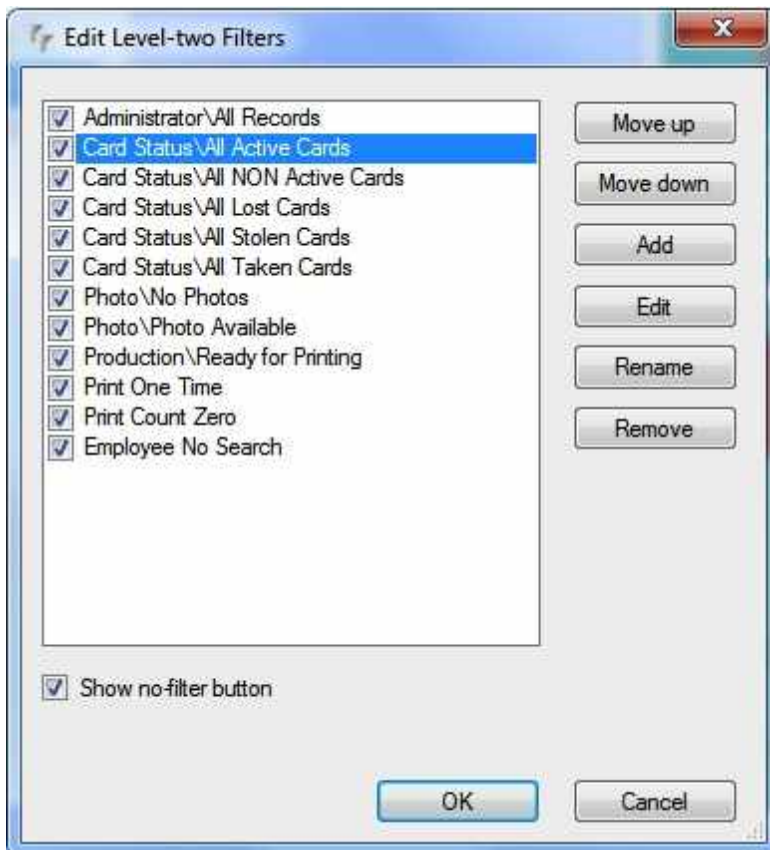 Edit Level-two Filters
Administrator\All Records
Card Status\All Active Cards
Card Status\All NON Active Cards
Card Status\All Lost Cards
Card Status\All Stolen Cards
Card Status\All Taken Cards
Photo\No Photos
Photo\Photo Available
Production\Ready for Printing
Print One Time
Print Count Zero
Employee No Search
Move up
Move down
Add
Edit
Rename
Remove
Show no-filter button
OK
Cancel